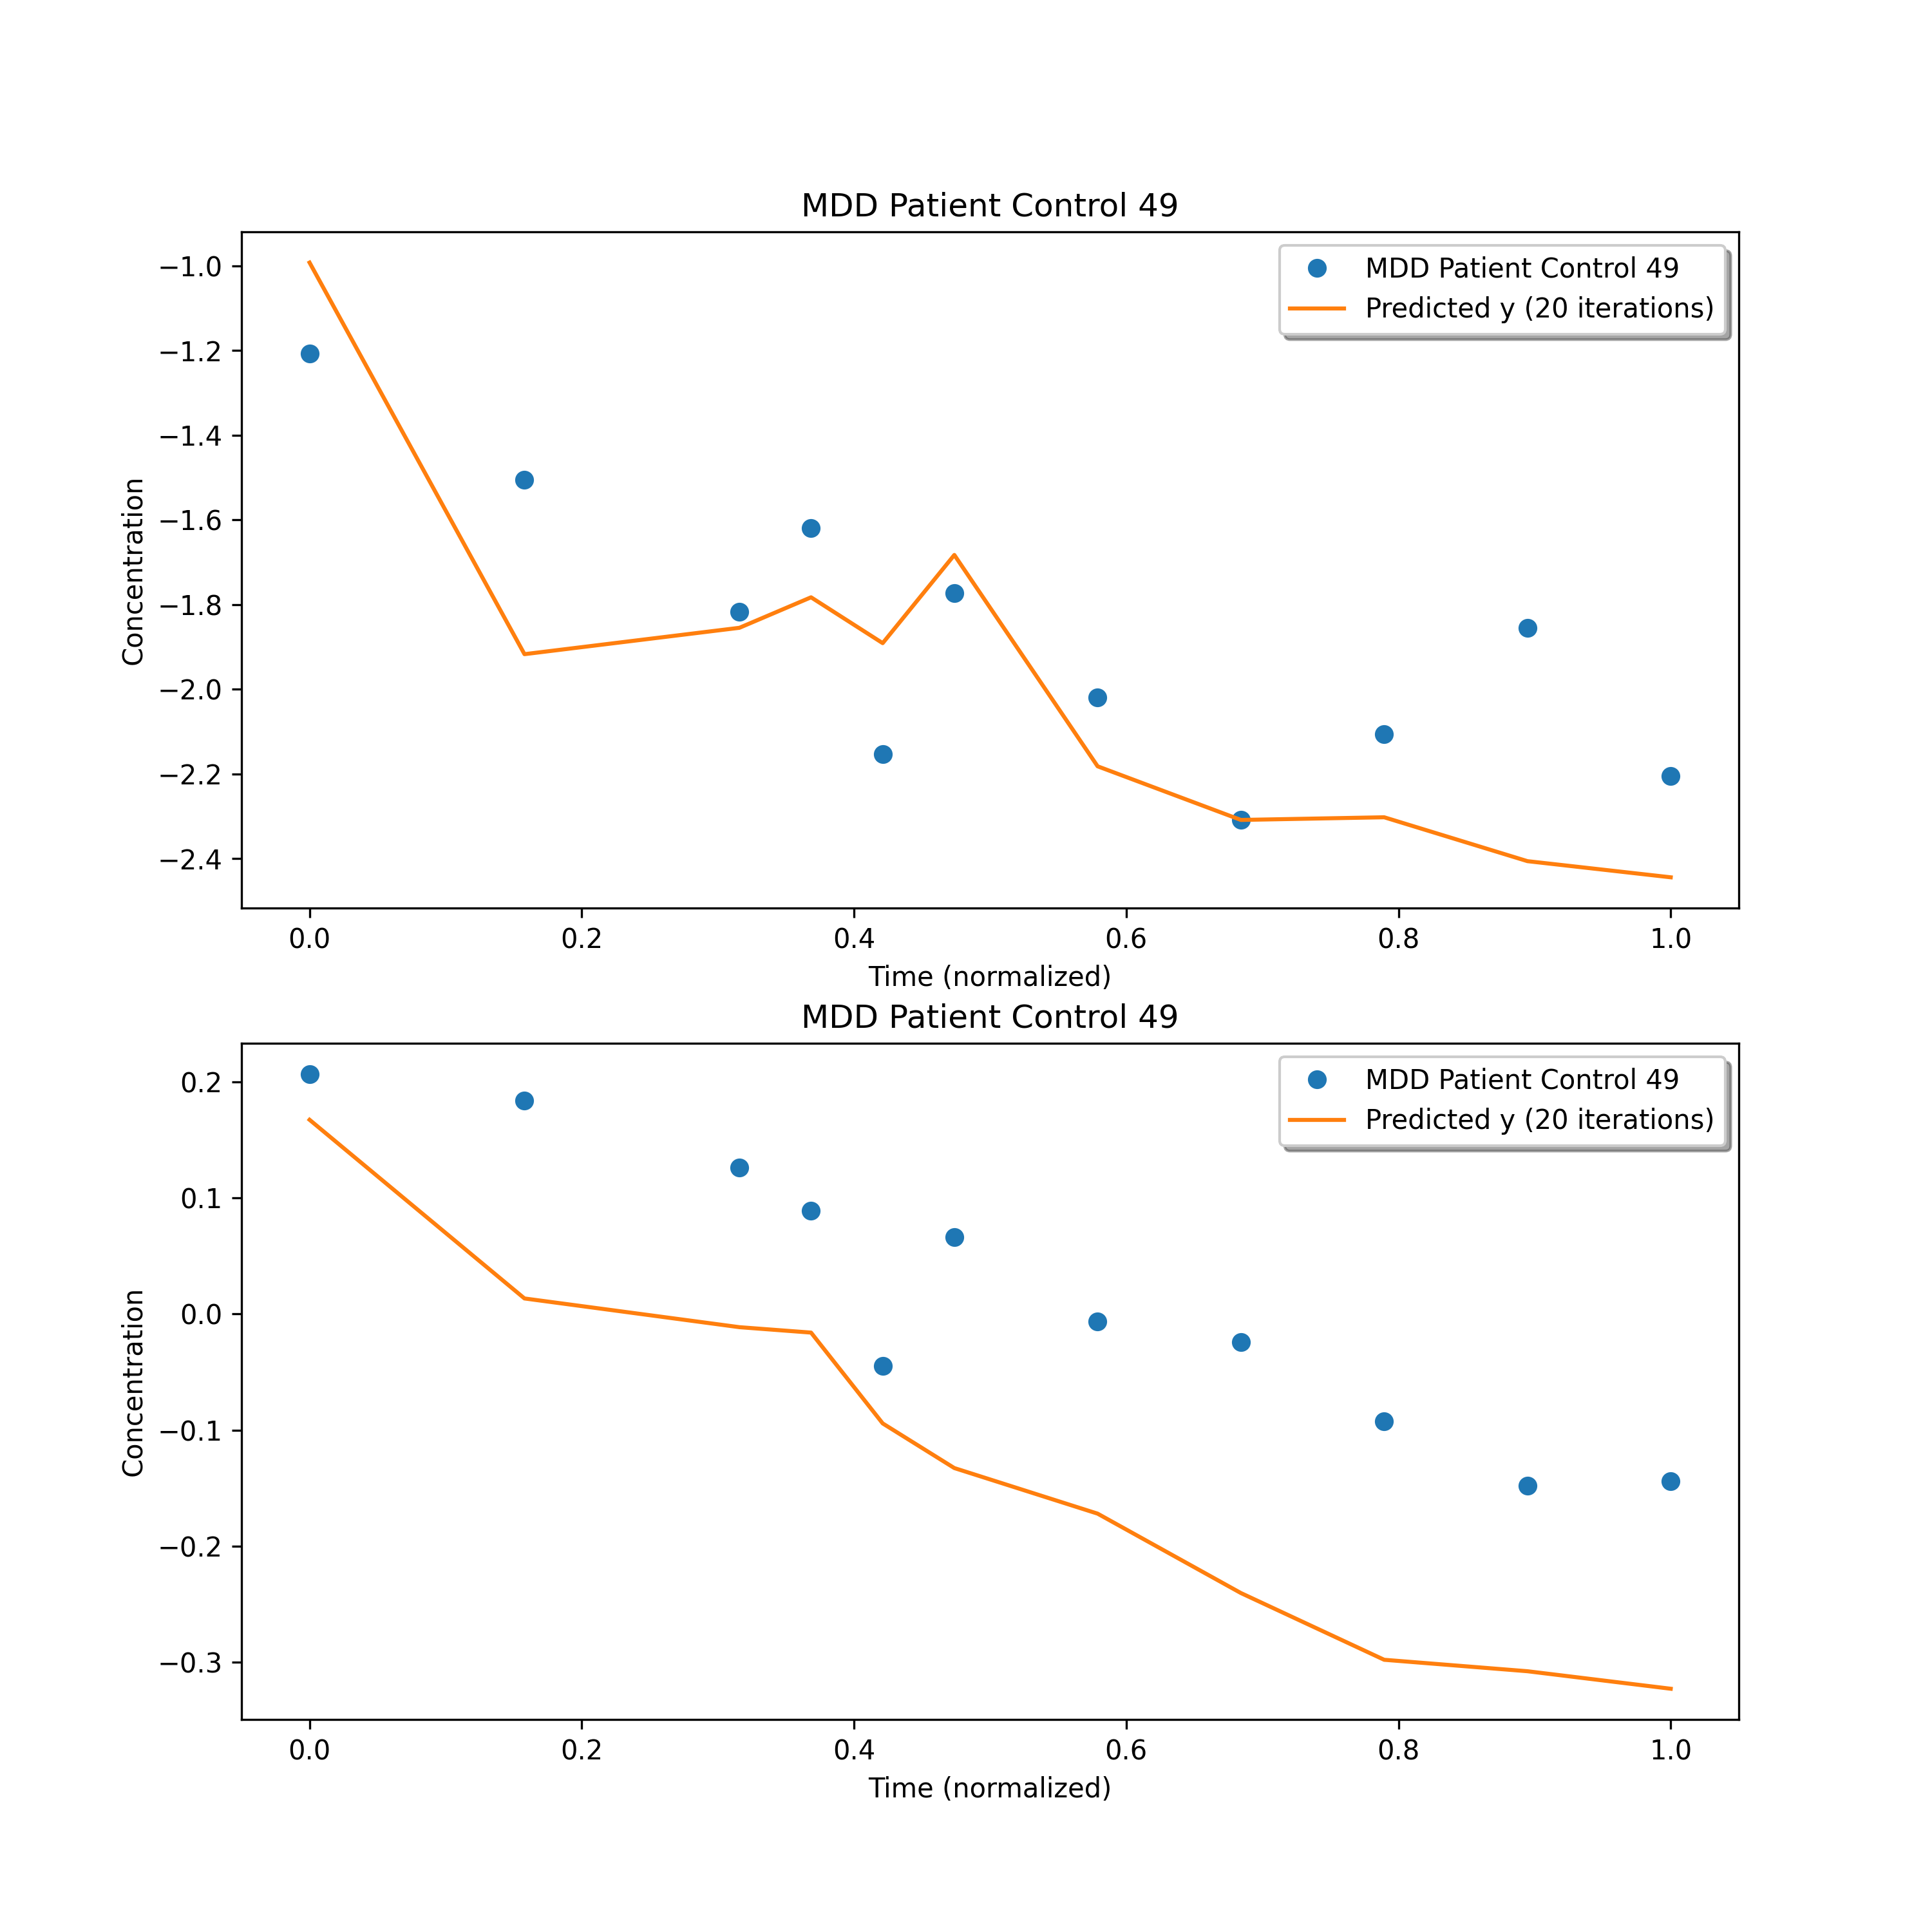 MDD Patient Control 49
MDD Patient Control 49
Predicted y (20 iterations)
−1.0
−1.2
−1.4
−1.6
−1.8
−2.0
−2.2
−2.4
Concentration
0.0 0.2 0.4 0.6 0.8 1.0
Time (normalized)
MDD Patient Control 49
MDD Patient Control 49
Predicted y (20 iterations)
0.2
0.1
0.0
−0.1
−0.2
−0.3
Concentration
0.0 0.2 0.4 0.6 0.8 1.0
Time (normalized)